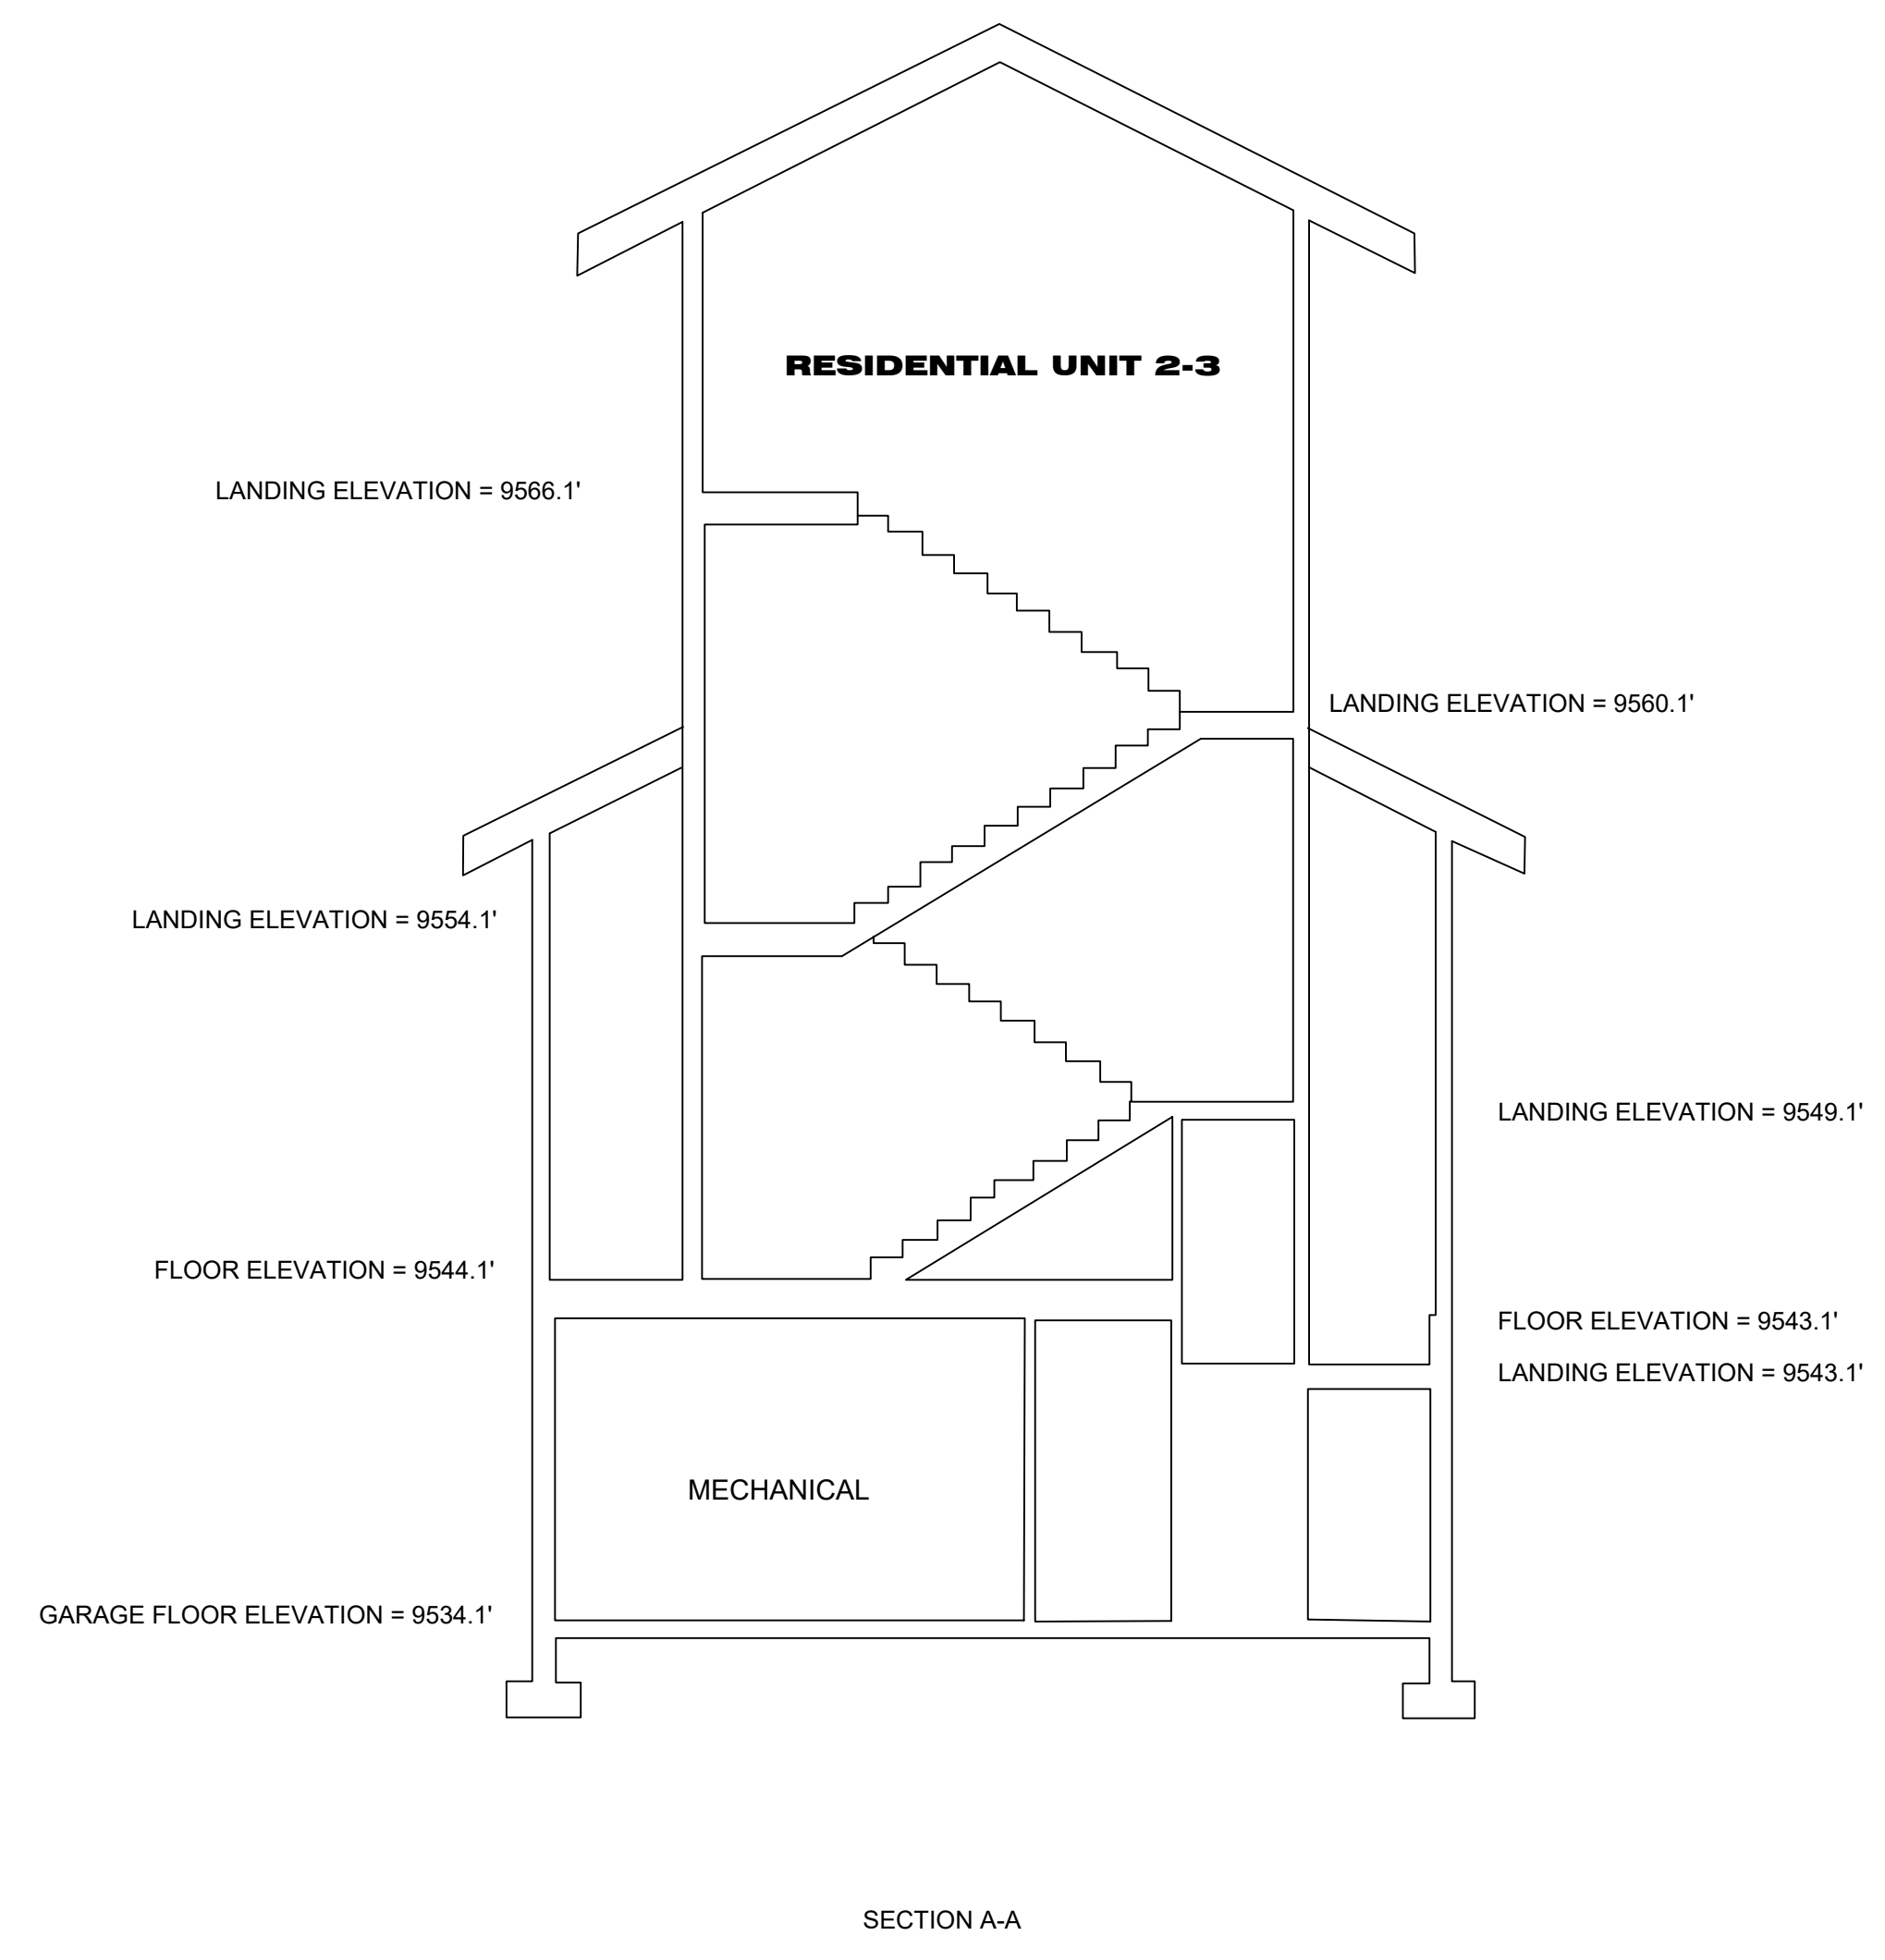 RESIDENTIAL UNIT 2-3
LANDING ELEVATION = 9566.1'
LANDING ELEVATION = 9560.1'
LANDING ELEVATION = 9554.1'
LANDING ELEVATION = 9549.1'
FLOOR ELEVATION = 9544.1'
FLOOR ELEVATION = 9543.1'
LANDING ELEVATION = 9543.1'
MECHANICAL
GARAGE FLOOR ELEVATION = 9534.1'
SECTION A-A